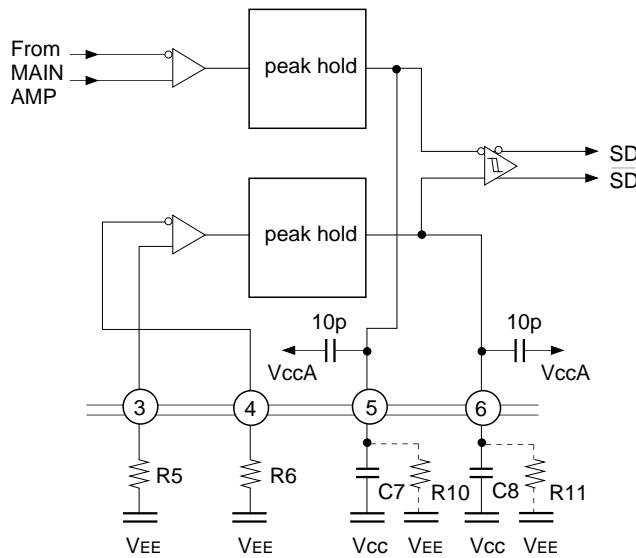 From
MAIN
AMP
peak hold
SD
SD
peak hold
10p
10p
VccA
VccA
3
4
5
6
R5
R6
C7
R10
C8
R11
VEE
VEE
Vcc
VEE
Vcc
VEE